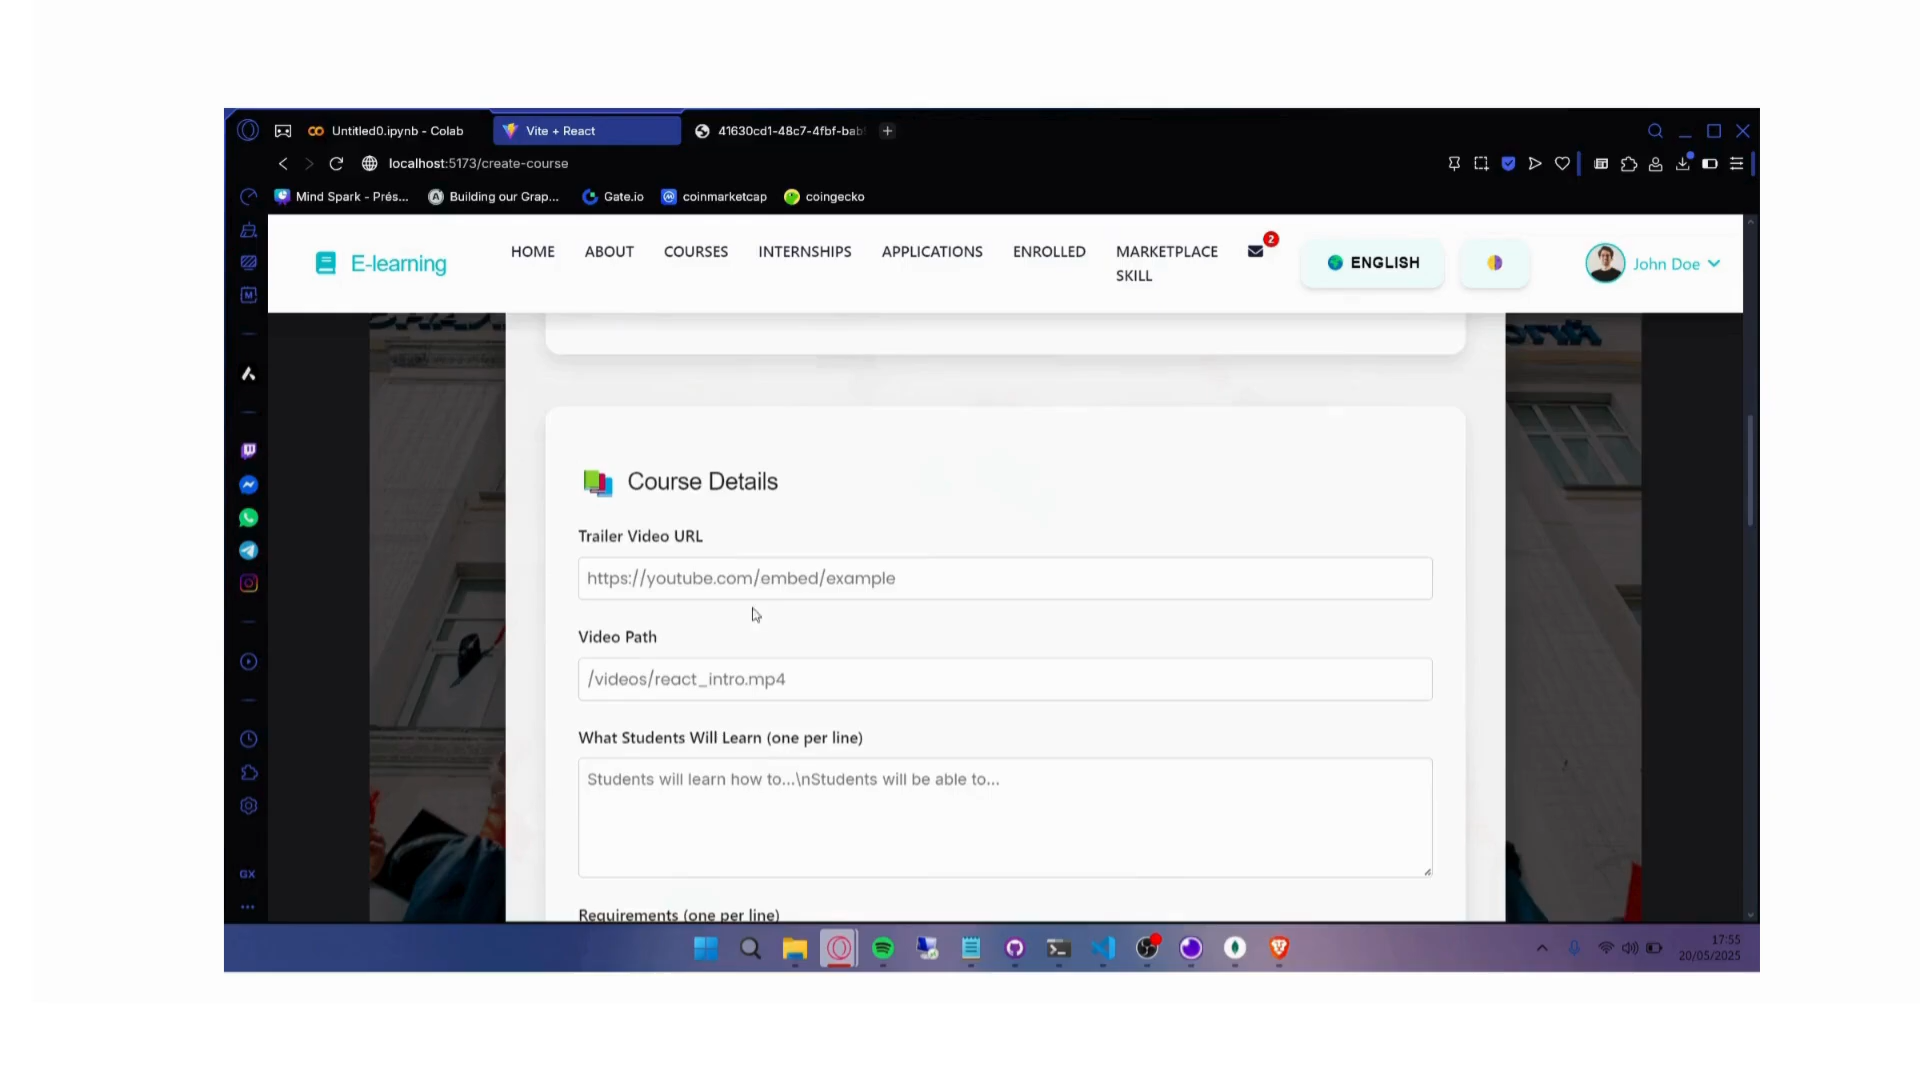 Untitled0.ipynb - Colab
Vite + React
41630cd1-48c7-4fbf-bab
localhost:5173/create-course
Mind Spark - Prés...
Building our Grap...
Gate.io
coinmarketcap
coingecko
E-learning
HOME
ABOUT
COURSES
INTERNSHIPS
APPLICATIONS
ENROLLED
MARKETPLACE
SKILL
2
ENGLISH
John Doe
Course Details
Trailer Video URL
https://youtube.com/embed/example
Video Path
/videos/react_intro.mp4
What Students Will Learn (one per line)
Students will learn how to...\nStudents will be able to...
Requirements (one per line)
GX
17:55
20/05/2025